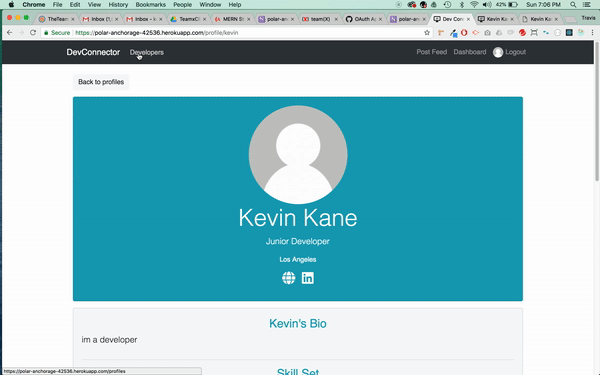 Chrome File Edit View History Bookmarks People Window Help 42% Sun 7:06 PM
TheTeam Inbox (1 Inbox - k TeamxC MERN S polar-an team(X) OAuth A polar-an Dev Con Kevin Ka Kevin Ka Travis
Secure https://polar-anchorage-42536.herokuapp.com/profile/kevin
DevConnector Developers Post Feed Dashboard Logout
Back to profiles
Kevin Kane
Junior Developer
Los Angeles
Kevin's Bio
im a developer
Skill Set
https://polar-anchorage-42536.herokuapp.com/profiles